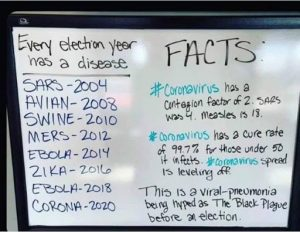 Every election year
has a disease
SARS - 2004
AVIAN - 2008
SWINE - 2010
MERS - 2012
EBOLA - 2014
ZIKA - 2016
EBOLA - 2018
CORONA - 2020
FACTS:
#Coronavirus has a
Contagion Factor of 2. SARS
was 4. measles is 18.
#Coronavirus has a cure rate
of 99.7% for those under 50
it infects. #Coronavirus spread
is leveling off.
This is a viral-pneumonia
being hyped as The Black Plague
before an election.